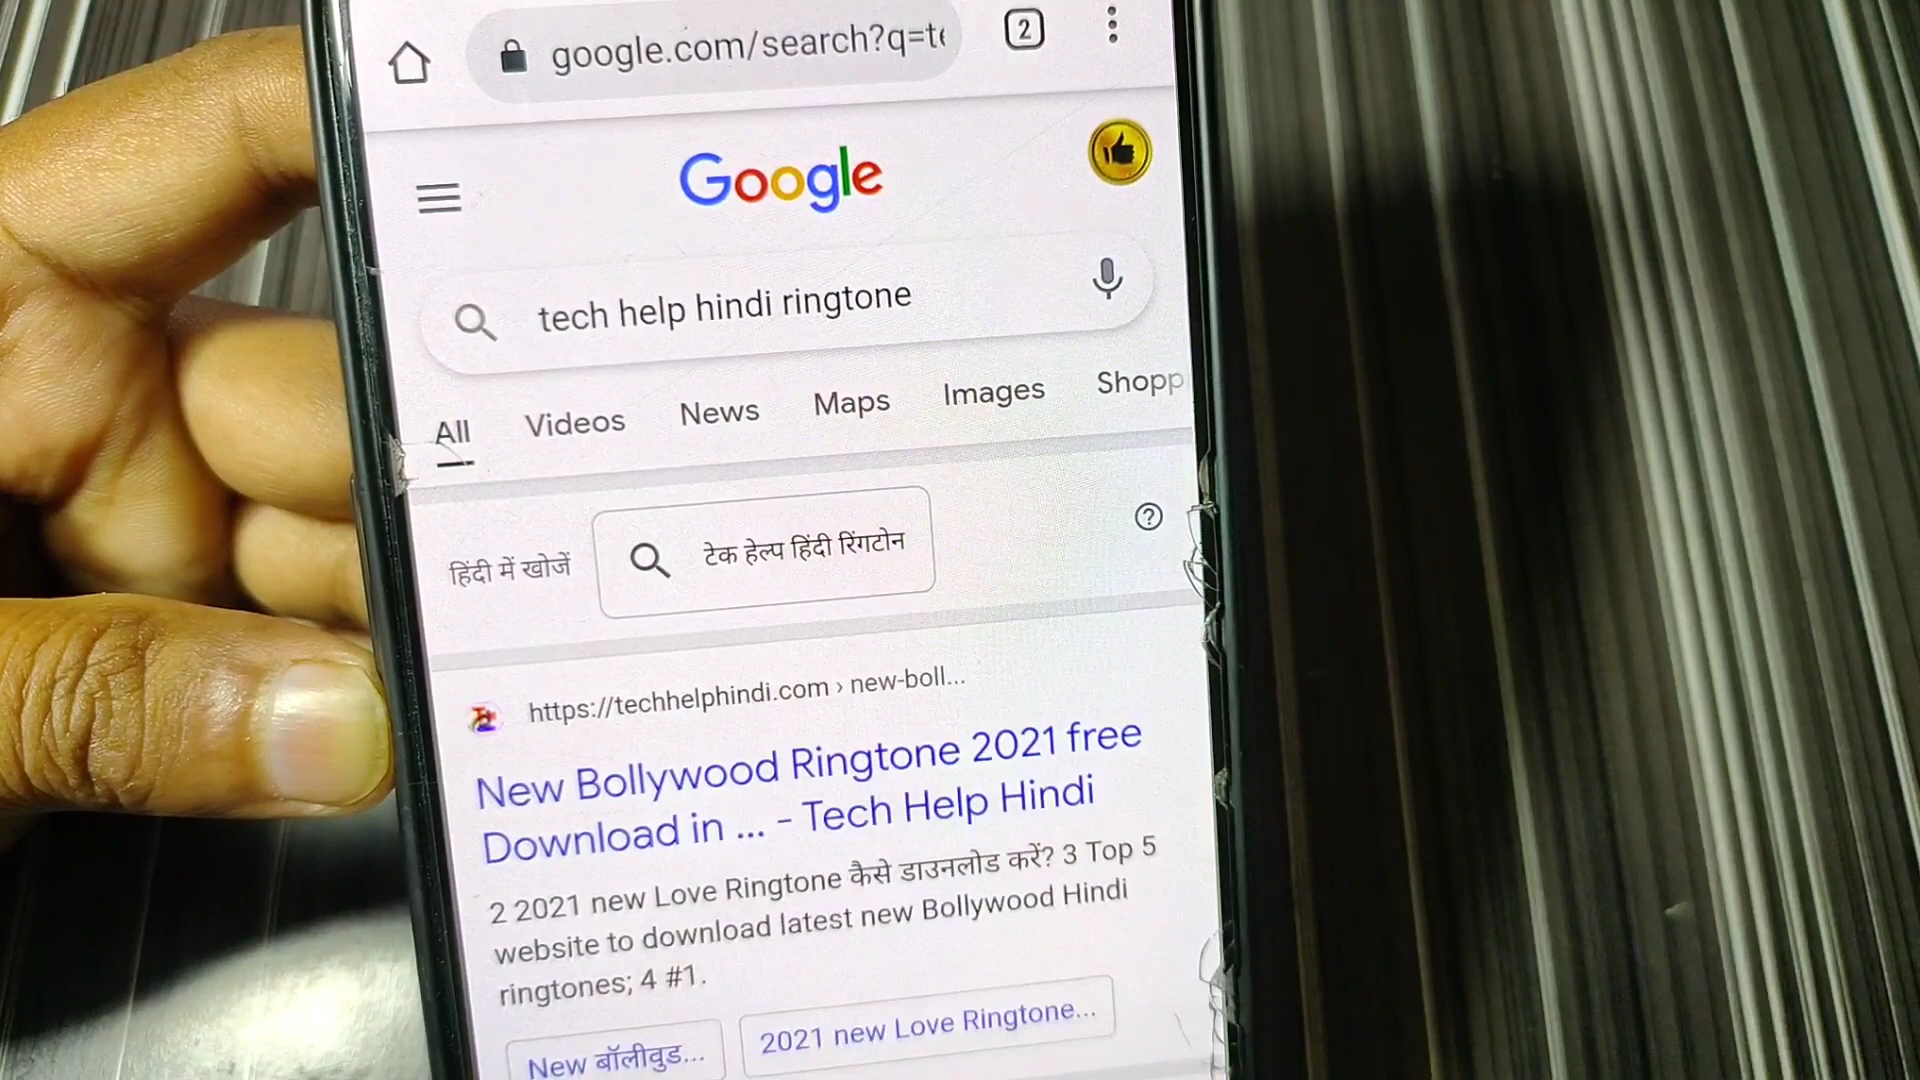 google.com/search?q=te
2
Google
tech help hindi ringtone
All Videos News Maps Images Shopp
हिंदी में खोजें
टेक हेल्प हिंदी रिंगटोन
https://techhelphindi.com › new-boll...
New Bollywood Ringtone 2021 free
Download in ... - Tech Help Hindi
2 2021 new Love Ringtone कैसे डाउनलोड करें? 3 Top 5
website to download latest new Bollywood Hindi
ringtones; 4 #1.
New बॉलीवुड...
2021 new Love Ringtone...